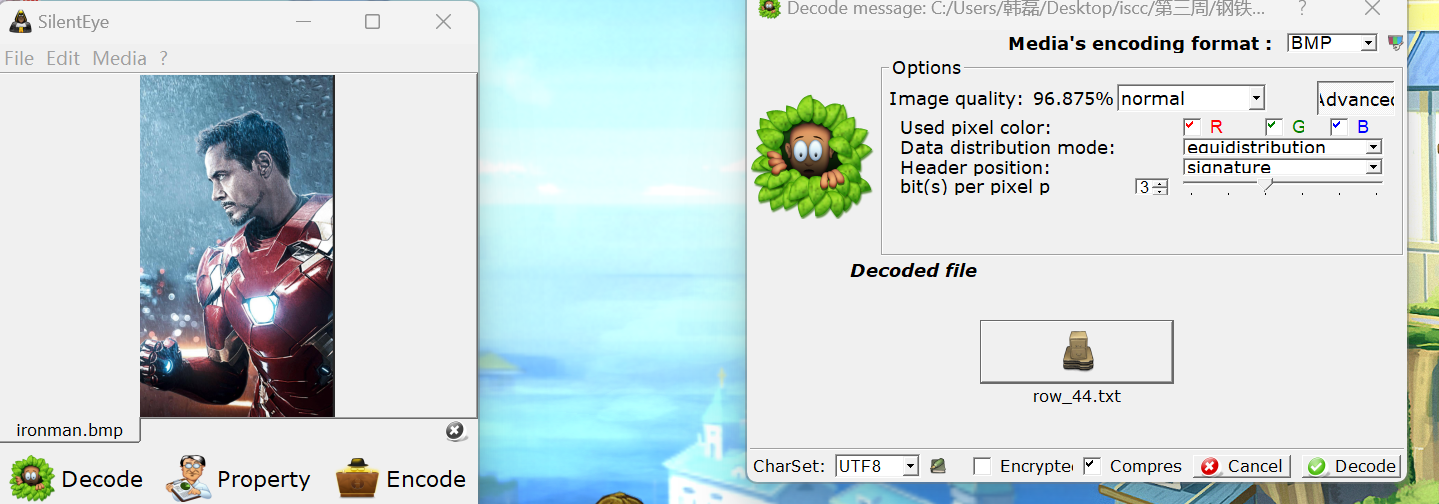 SilentEye
File Edit Media ?
ironman.bmp
Decode Property Encode
Decode message: C:/Users/韩磊/Desktop/iscc/第三周/钢铁... ?
Media's encoding format : BMP
Options
Image quality: 96.875% normal Advanced
Used pixel color: R G B
Data distribution mode: equidistribution
Header position: signature
bit(s) per pixel p 3
Decoded file
row_44.txt
CharSet: UTF8 Encrypte Compres Cancel Decode